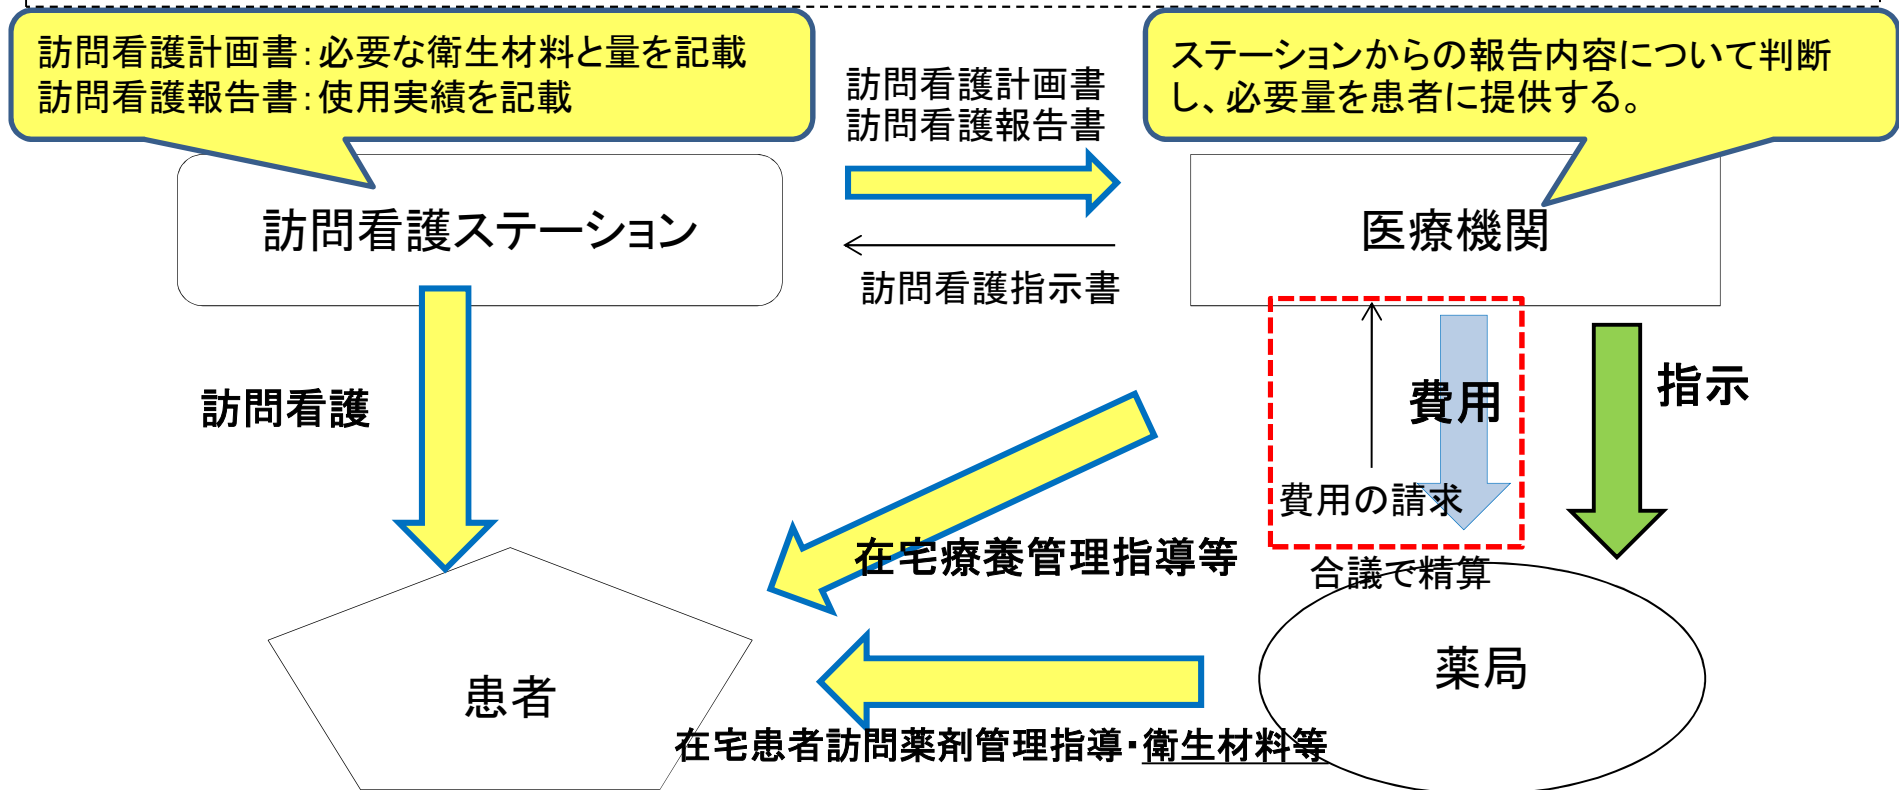 訪問看護計画書：必要な衛生材料と量を記載
訪問看護報告書：使用実績を記載
訪問看護計画書
訪問看護報告書
ステーションからの報告内容について判断
し、必要量を患者に提供する。
訪問看護ステーション
医療機関
訪問看護指示書
訪問看護
費用
指示
費用の請求
在宅療養管理指導等
合議で精算
患者
薬局
在宅患者訪問薬剤管理指導・衛生材料等